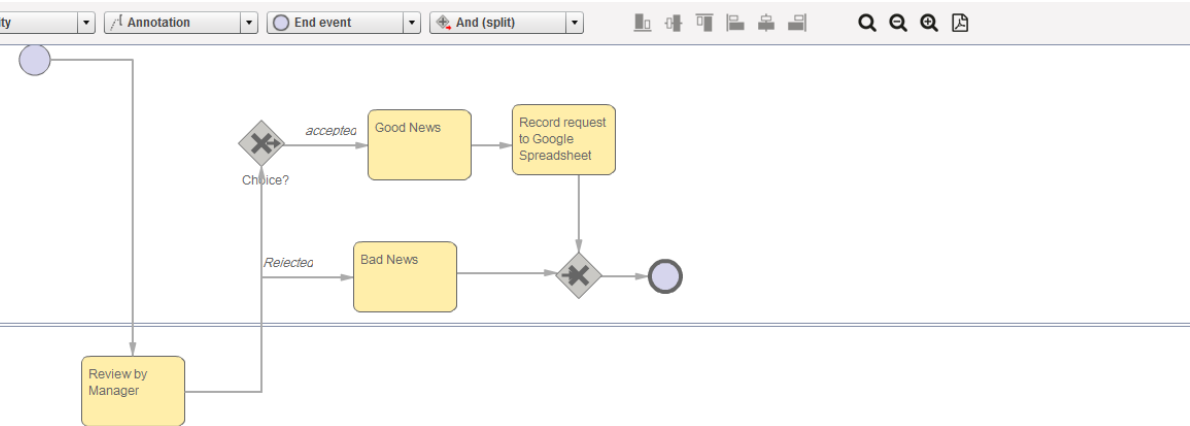 ty
Annotation
End event
And (split)
accepted
Good News
Record request
to Google
Spreadsheet
Choice?
Rejected
Bad News
Review by
Manager